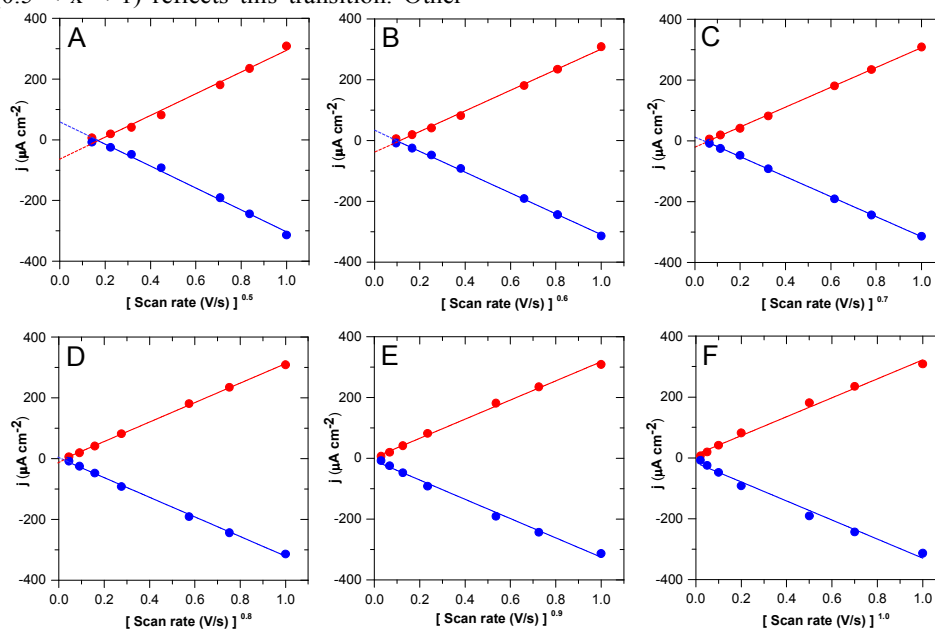 0.5 → x → 1) reflects this transition. Other
A
B
C
400
200
0
-200
-400
j (µA cm-2)
0.0 0.2 0.4 0.6 0.8 1.0
[ Scan rate (V/s) ] 0.5
400
200
0
-200
-400
j (µA cm-2)
0.0 0.2 0.4 0.6 0.8 1.0
[ Scan rate (V/s) ] 0.6
400
200
0
-200
-400
j (µA cm-2)
0.0 0.2 0.4 0.6 0.8 1.0
[ Scan rate (V/s) ] 0.7
D
E
F
400
200
0
-200
-400
j (µA cm-2)
0.0 0.2 0.4 0.6 0.8 1.0
[ Scan rate (V/s) ] 0.8
400
200
0
-200
-400
j (µA cm-2)
0.0 0.2 0.4 0.6 0.8 1.0
[ Scan rate (V/s) ] 0.9
400
200
0
-200
-400
j (µA cm-2)
0.0 0.2 0.4 0.6 0.8 1.0
[ Scan rate (V/s) ] 1.0